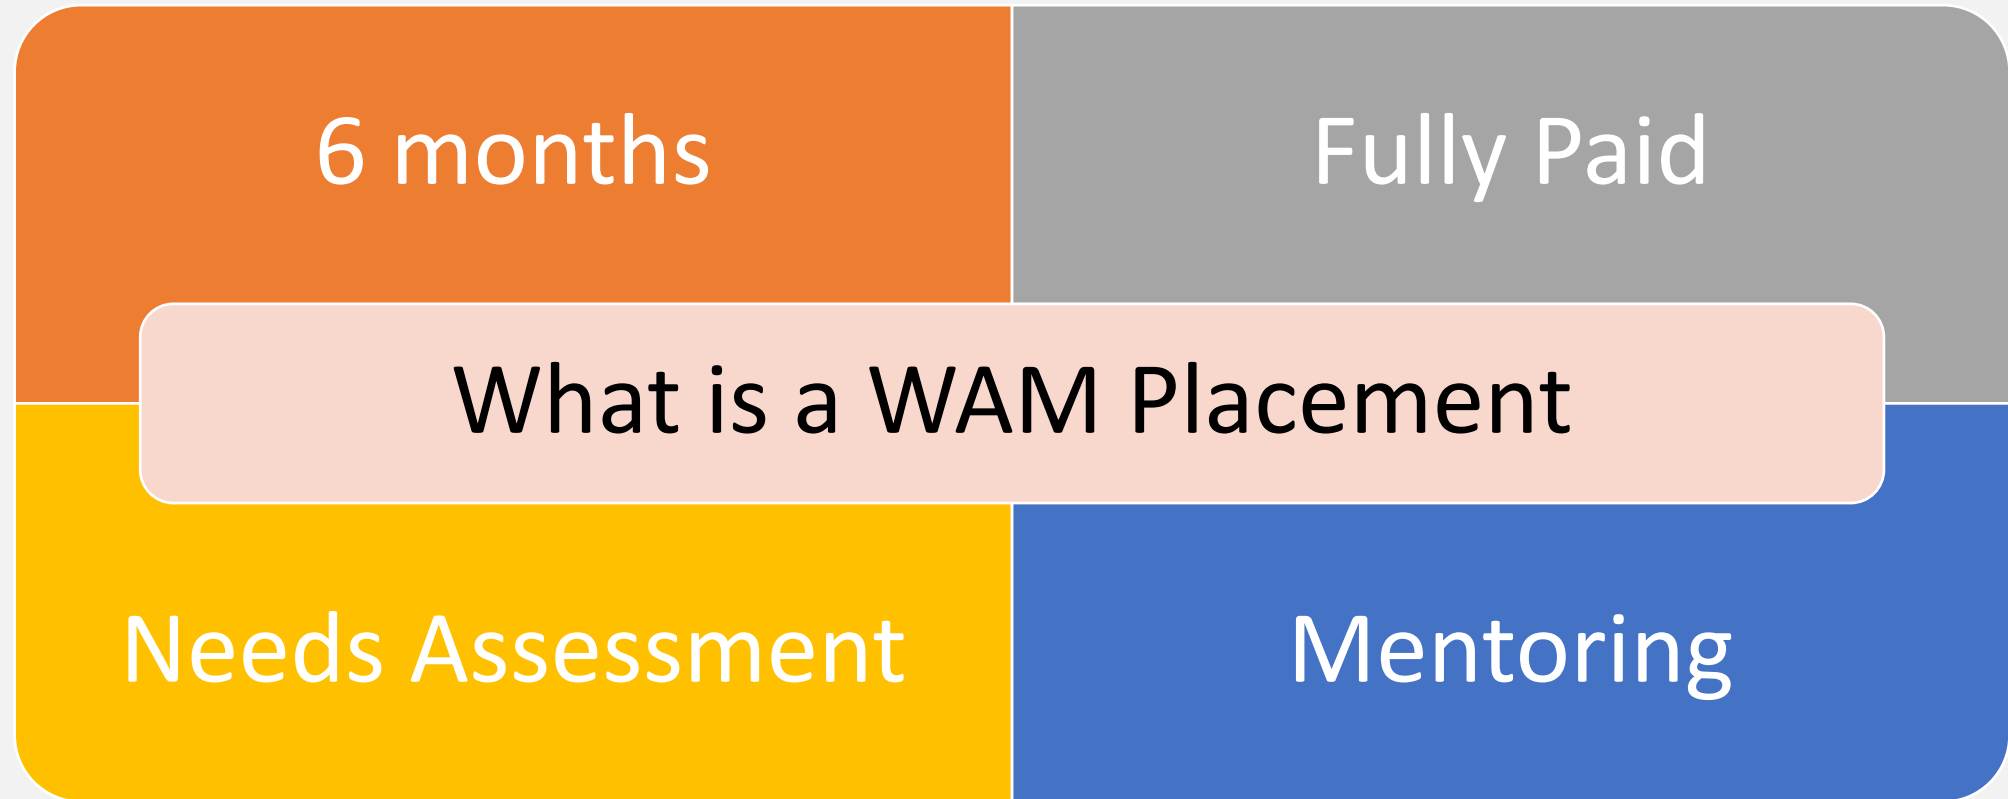 6 months
Fully Paid
What is a WAM Placement
Needs Assessment
Mentoring